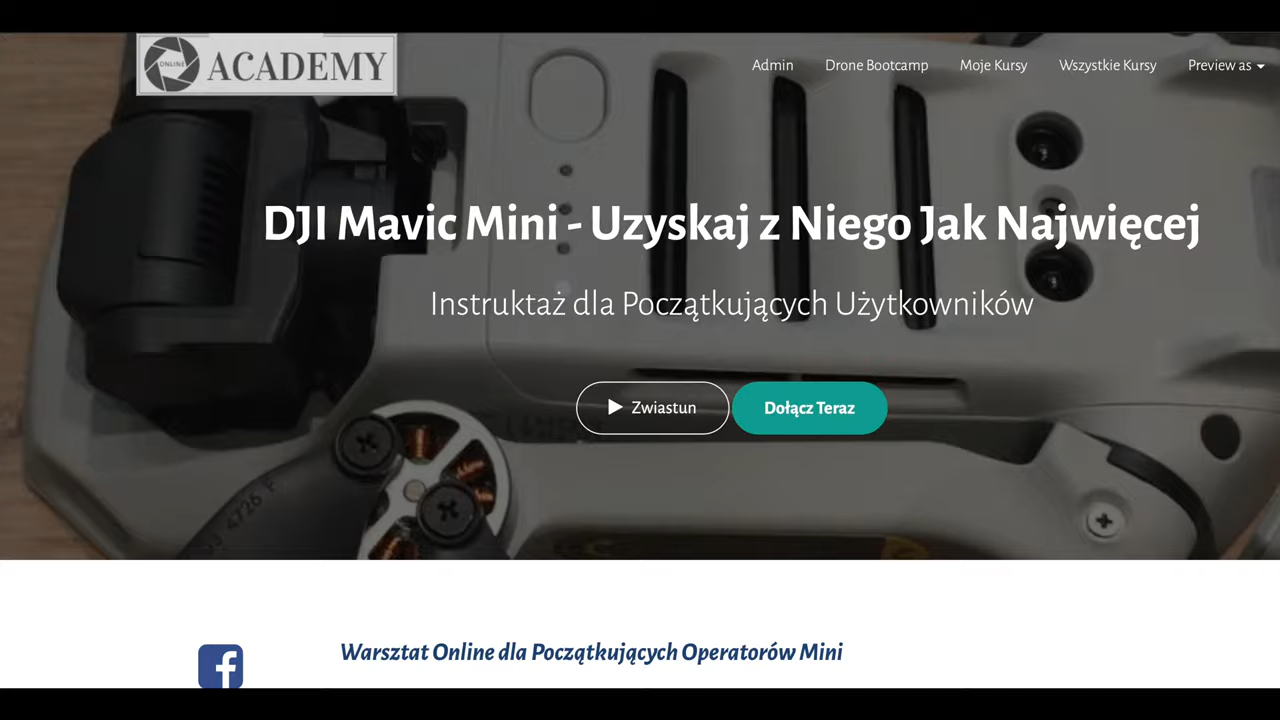 ONLINE
ACADEMY
Admin
Drone Bootcamp
Moje Kursy
Wszystkie Kursy
Preview as
DJI Mavic Mini - Uzyskaj z Niego Jak Najwięcej
Instruktaż dla Początkujących Użytkowników
Zwiastun
Dołącz Teraz
4726 F
Warsztat Online dla Początkujących Operatorów Mini